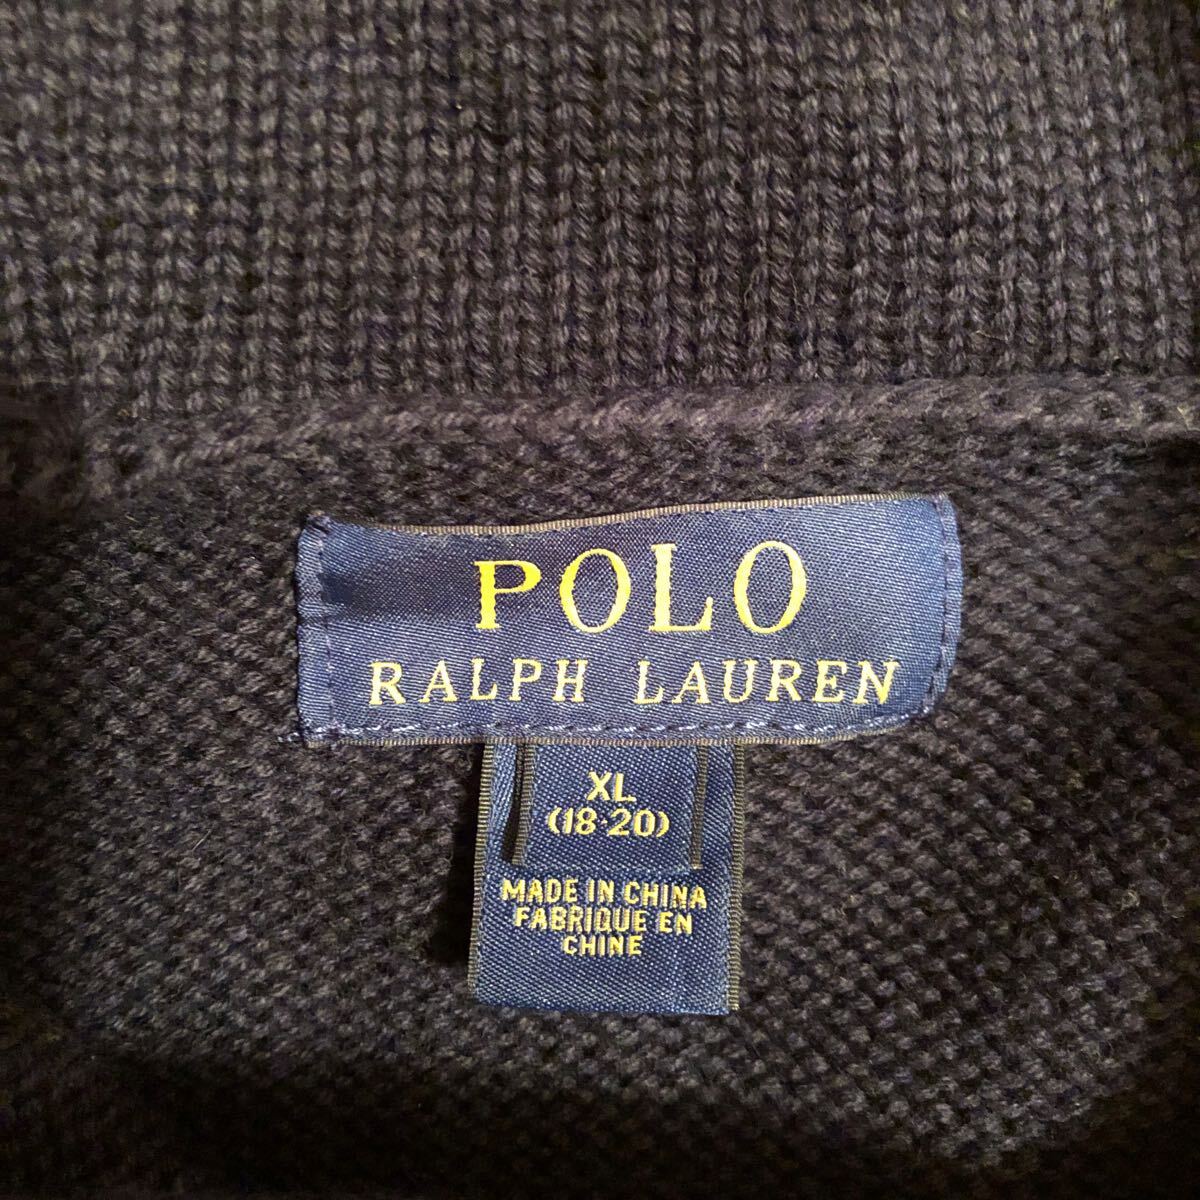 POLO
RALPH LAUREN
XL
(18-20)
MADE IN CHINA
FABRIQUE EN
CHINE